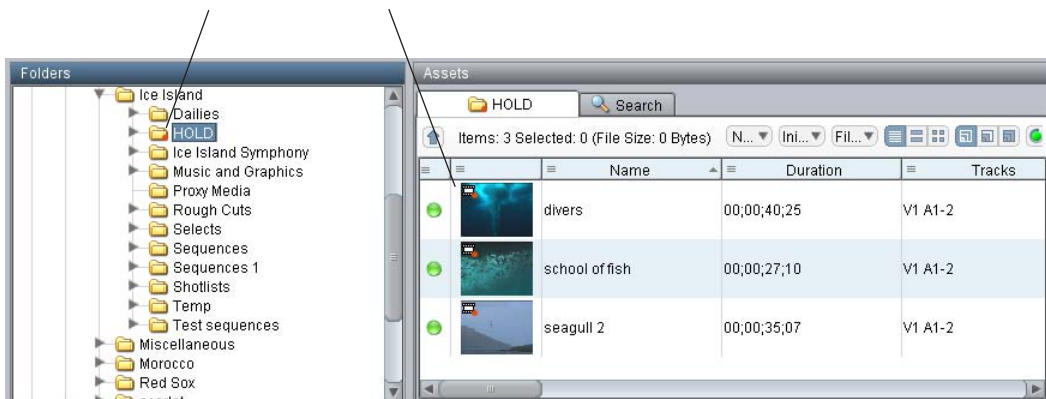 Folders
Ice Island
Dailies
HOLD
Ice Island Symphony
Music and Graphics
Proxy Media
Rough Cuts
Selects
Sequences
Sequences 1
Shotlists
Temp
Test sequences
Miscellaneous
Morocco
Red Sox
Assets
HOLD Search
Items: 3 Selected: 0 (File Size: 0 Bytes) N... Ini... Fil...
Name Duration Tracks
divers 00;00;40;25 V1 A1-2
school of fish 00;00;27;10 V1 A1-2
seagull 2 00;00;35;07 V1 A1-2